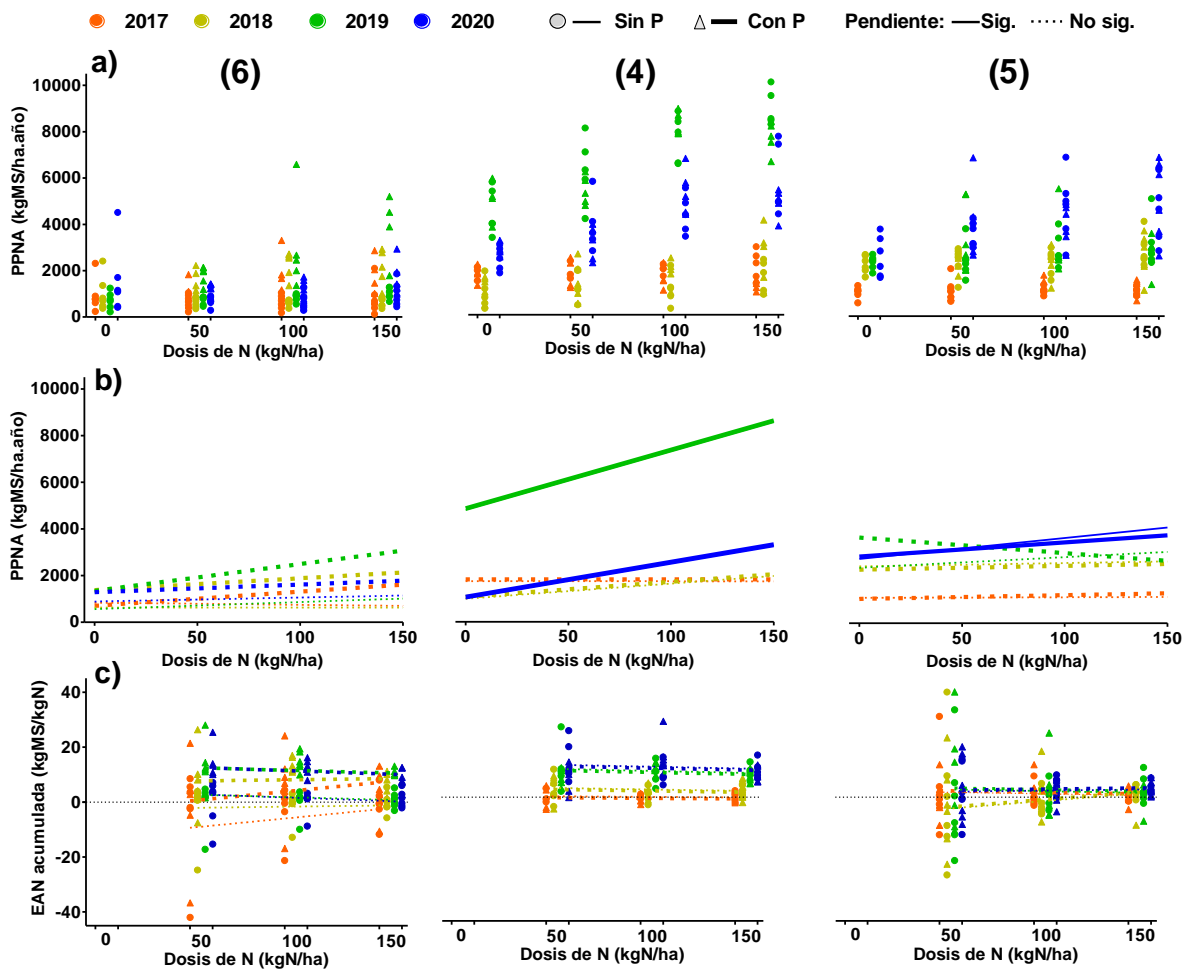 2017 2018 2019 2020 Sin P Con P Pendiente: Sig. No sig.
a) (6) (4) (5)
PPNA (kgMS/ha.año)
10000
8000
6000
4000
2000
0
0 50 100 150 0 50 100 150 0 50 100 150
Dosis de N (kgN/ha) Dosis de N (kgN/ha) Dosis de N (kgN/ha)
b)
PPNA (kgMS/ha.año)
10000
8000
6000
4000
2000
0
0 50 100 150 0 50 100 150 0 50 100 150
Dosis de N (kgN/ha) Dosis de N (kgN/ha) Dosis de N (kgN/ha)
c)
EAN acumulada (kgMS/kgN)
40
20
0
-20
-40
0 50 100 150 0 50 100 150 0 50 100 150
Dosis de N (kgN/ha) Dosis de N (kgN/ha) Dosis de N (kgN/ha)